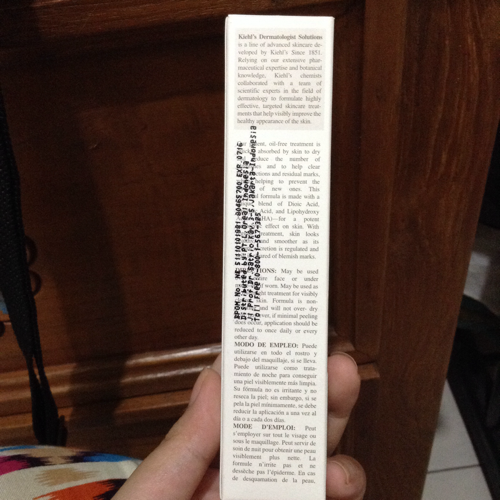 Kiehl's Dermatologist Solutions
is a line of advanced skincare de-
veloped by Kiehl's Since 1851.
Relying on our extensive phar-
maceutical expertise and botanical
knowledge, Kiehl's chemists
collaborated with a team of
scientific experts in the field of
dermatology to formulate highly
effective, targeted skincare treat-
ments that help visibly improve the
healthy appearance of the skin.
oil-free treatment is
absorbed by skin to dry
the number of
and to help clear
and residual marks,
helping to prevent the
of new ones. This
formula is made with a
blend of Dioic Acid,
Acid, and Lipohydroxy
for a potent
effect on skin. With
skin looks
and smoother as its
is regulated and
of blemish marks.
May be used
face or under
worn. May be used as
treatment for visibly
skin. Formula is non-
and will not over- dry
if minimal peeling
does occur, application should be
reduced to once daily or every
other day.
MODO DE EMPLEO: Puede
utilizarse en todo el rostro y
debajo del maquillaje, si se lleva.
Puede utilizarse como trata-
miento de noche para conseguir
una piel visiblemente más limpia.
Su fórmula no es irritante y no
reseca la piel, sin embargo, si se
pela la piel mínimamente, se debe
reducir la aplicación a una vez al
día o a cada dos días.
MODE D'EMPLOI: Peut
s'employer sur tout le visage ou
sous le maquillage. Peut servir de
soin de nuit pour obtenir une peau
visiblement plus nette. La
formule n'irrite pas et ne
dessèche pas l'épiderme. En cas
de desquamation de la peau,
Distributed by PT. L'Oreal Indonesia
Jakarta-Indonesia